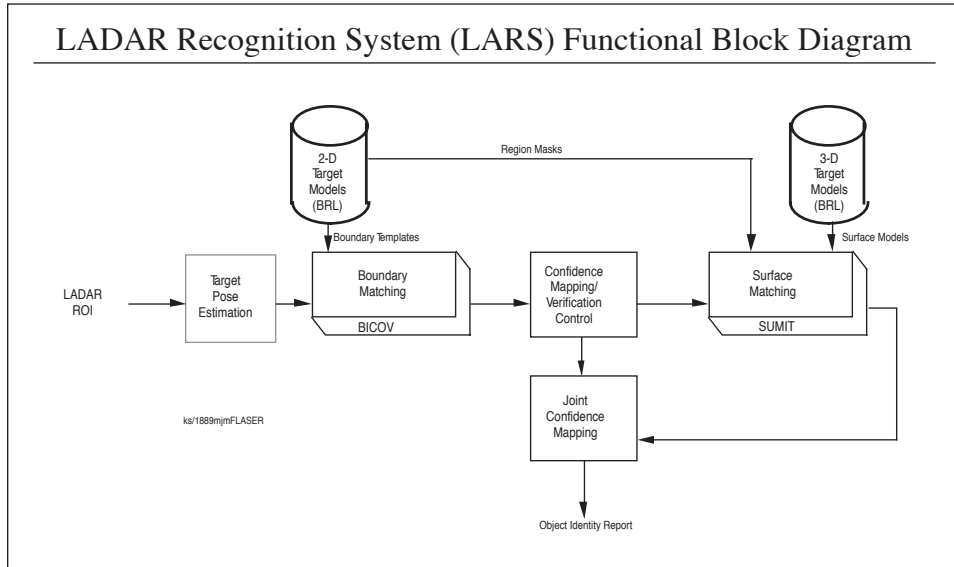 LADAR Recognition System (LARS) Functional Block Diagram
2-D
Target
Models
(BRL)
Region Masks
3-D
Target
Models
(BRL)
Boundary Templates
Surface Models
LADAR
ROI
Target
Pose
Estimation
Boundary
Matching
BICOV
Confidence
Mapping/
Verification
Control
Surface
Matching
SUMIT
Joint
Confidence
Mapping
ks/1889mjmFLASER
Object Identity Report